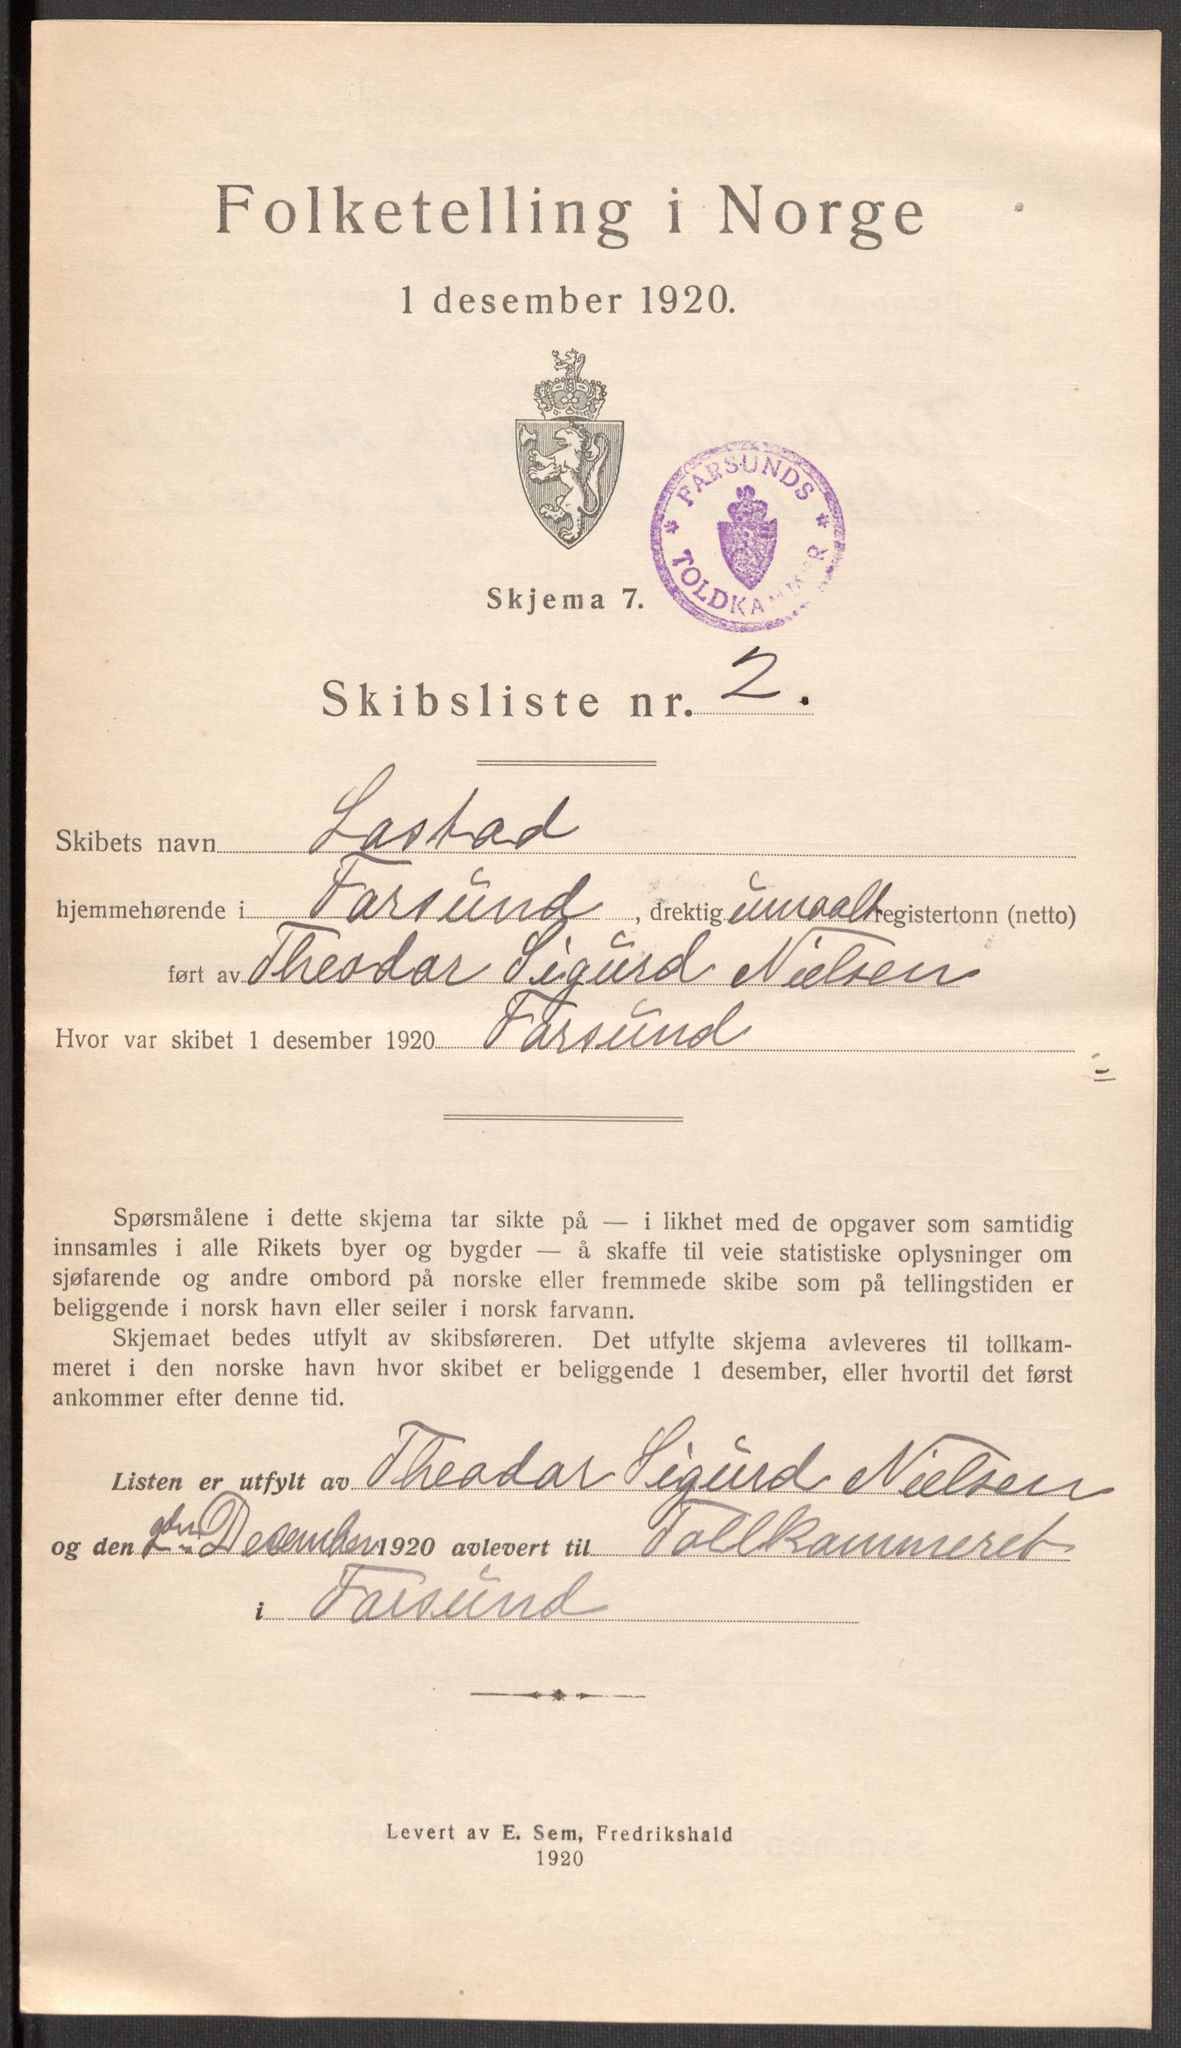 Folketelling i Norge
1 desember 1920.
FARSUNDS TOLDKAMMER
Skjema 7.
Skibsliste nr. 2.
Skibets navn Lastad
hjemmehørende i Farsund, drektig umaalt registertonn (netto)
ført av Theodor Sigurd Nielsen
Hvor var skibet 1 desember 1920 Farsund
Spørsmålene i dette skjema tar sikte på — i likhet med de opgaver som samtidig
innsamles i alle Rikets byer og bygder — å skaffe til veie statistiske oplysninger om
sjøfarende og andre ombord på norske eller fremmede skibe som på tellingstiden er
beliggende i norsk havn eller seiler i norsk farvann.
Skjemaet bedes utfylt av skibsføreren. Det utfylte skjema avleveres til tollkam-
meret i den norske havn hvor skibet er beliggende 1 desember, eller hvortil det først
ankommer efter denne tid.
Listen er utfylt av Theodor Sigurd Nielsen
og den December 1920 avlevert til Tollkammeret
i Farsund
Levert av E. Sem, Fredrikshald
1920